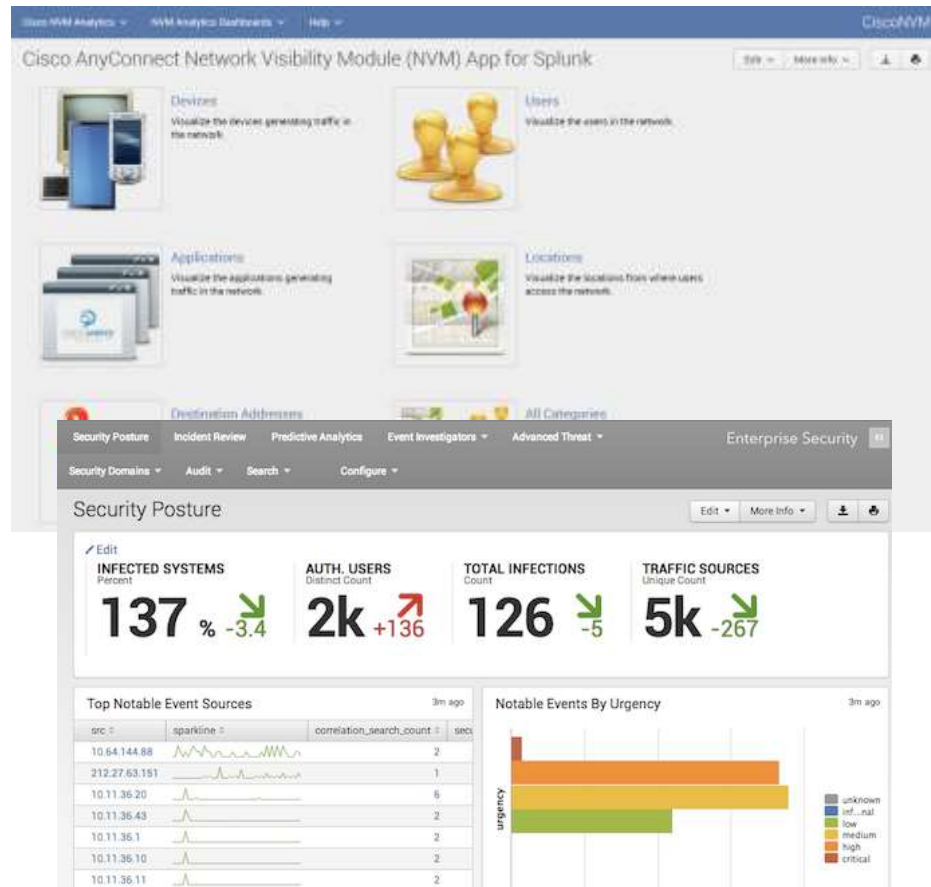 Cisco NVM Analytics NVM Analytics Dashboards Help CiscoNVM
Cisco AnyConnect Network Visibility Module (NVM) App for Splunk Edit More Info
Devices
Visualize the devices generating traffic in
the network.
Users
Visualize the users in the network.
Applications
Visualize the applications generating
traffic in the network.
Locations
Visualize the locations from where users
access the network.
Destination Addresses
All Categories
Security Posture Incident Review Predictive Analytics Event Investigators Advanced Threat Enterprise Security
Security Domains Audit Search Configure
Security Posture Edit More Info
Edit
INFECTED SYSTEMS
Percent
137 % -3.4
AUTH. USERS
Distinct Count
2k +136
TOTAL INFECTIONS
Count
126 -5
TRAFFIC SOURCES
Unique Count
5k -267
Top Notable Event Sources 3m ago
src sparkline correlation_search_count secu
10.64.144.88 2
212.27.63.151 1
10.11.36.20 6
10.11.36.43 2
10.11.36.1 2
10.11.36.10 2
10.11.36.11 2
Notable Events By Urgency 3m ago
urgency
unknown
inf...nal
low
medium
high
critical